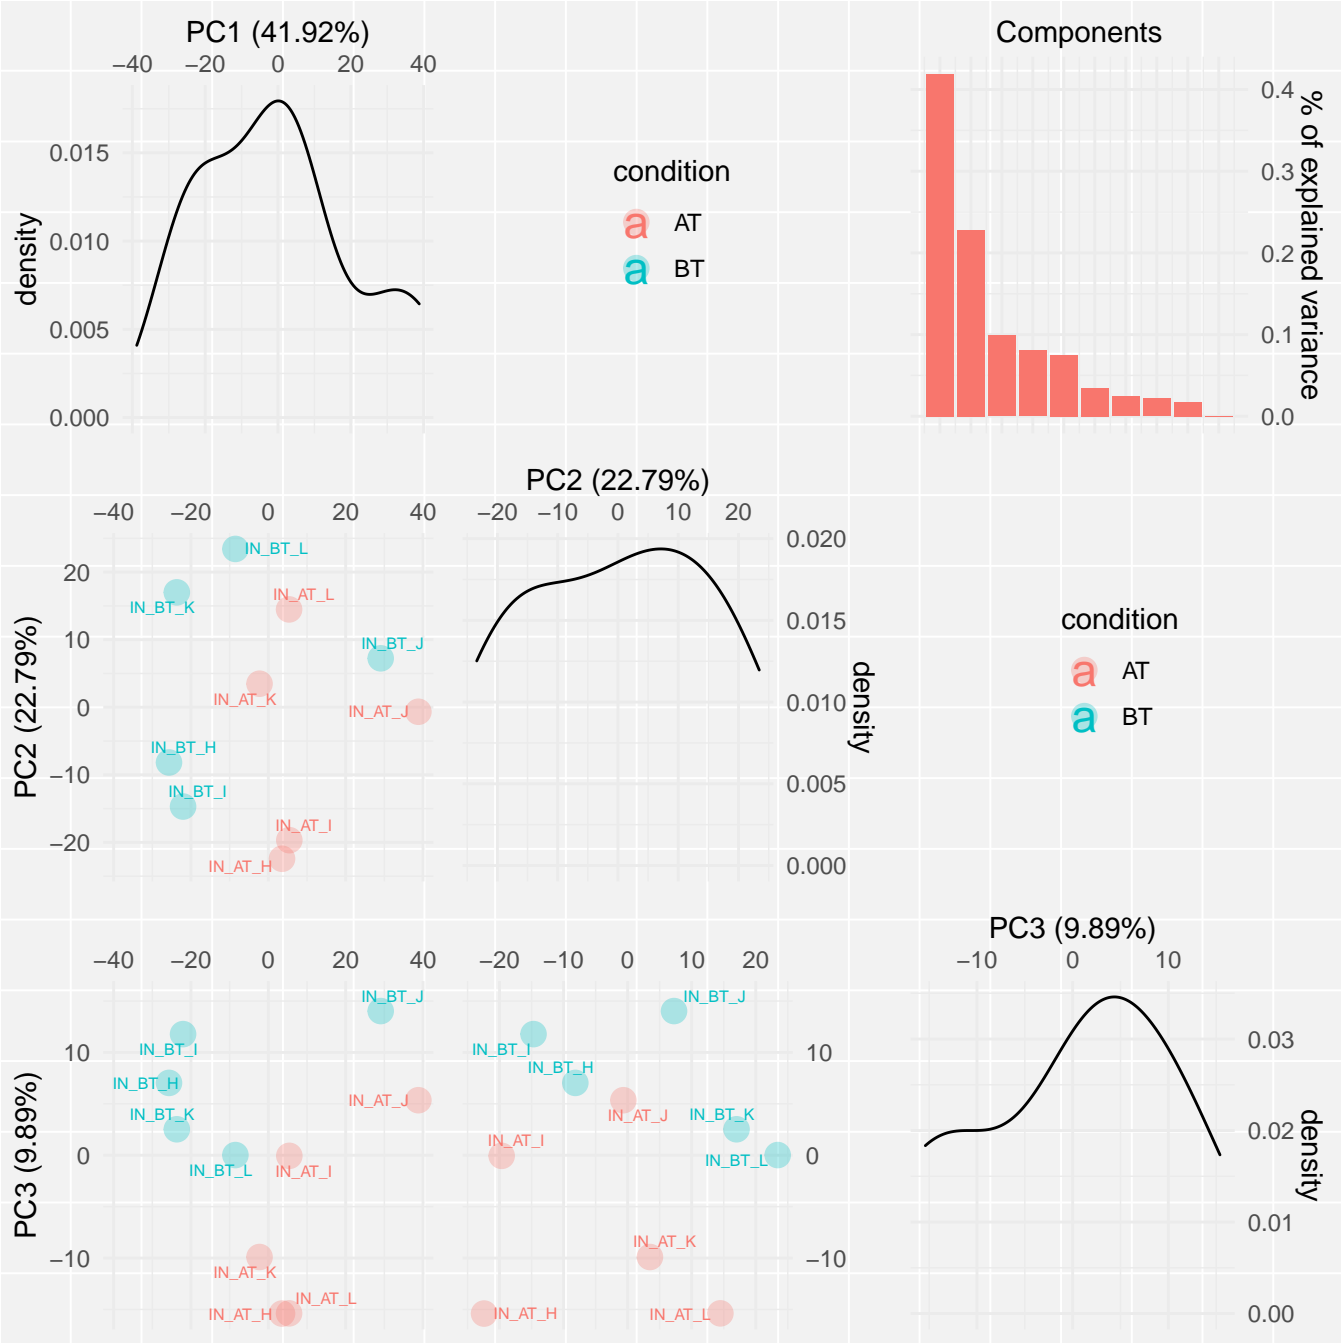 PC1 (41.92%)
−40 −20 0 20 40
0.015
0.010
0.005
0.000
density
condition
a AT
a BT
Components
0.4
0.3
0.2
0.1
0.0
% of explained variance
PC2 (22.79%)
−40 −20 0 20 40
20
10
0
−10
−20
PC2 (22.79%)
IN_BT_L
IN_BT_K
IN_AT_L
IN_BT_J
IN_AT_K
IN_AT_J
IN_BT_H
IN_BT_I
IN_AT_I
IN_AT_H
−20 −10 0 10 20
0.020
0.015
0.010
0.005
0.000
density
condition
a AT
a BT
PC3 (9.89%)
−40 −20 0 20 40
10
0
−10
PC3 (9.89%)
IN_BT_J
IN_BT_I
IN_BT_H
IN_AT_J
IN_BT_K
IN_BT_L
IN_AT_I
IN_AT_K
IN_AT_L
IN_AT_H
−20 −10 0 10 20
IN_BT_J
IN_BT_I
IN_BT_H
IN_AT_J
IN_BT_K
IN_AT_I
IN_BT_L
IN_AT_K
IN_AT_H
IN_AT_L
10
0
−10
−10 0 10
0.03
0.02
0.01
0.00
density